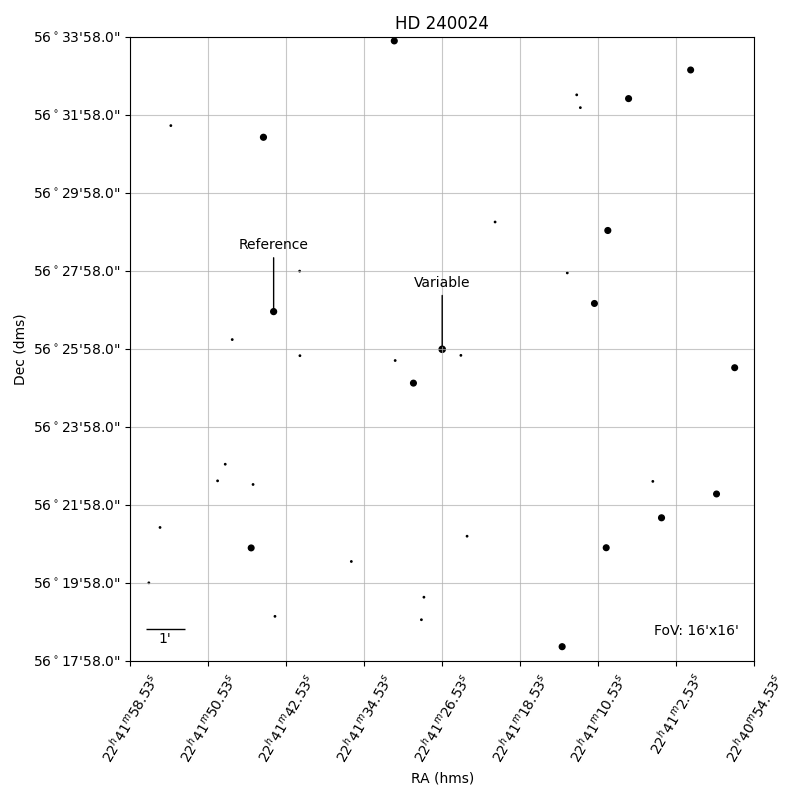 HD 240024
56°33'58.0"
56°31'58.0"
56°29'58.0"
56°27'58.0"
56°25'58.0"
56°23'58.0"
56°21'58.0"
56°19'58.0"
56°17'58.0"
Dec (dms)
Reference
Variable
1'
FoV: 16'x16'
22ʰ41ᵐ58.53ˢ
22ʰ41ᵐ50.53ˢ
22ʰ41ᵐ42.53ˢ
22ʰ41ᵐ34.53ˢ
22ʰ41ᵐ26.53ˢ
22ʰ41ᵐ18.53ˢ
22ʰ41ᵐ10.53ˢ
22ʰ41ᵐ2.53ˢ
22ʰ40ᵐ54.53ˢ
RA (hms)